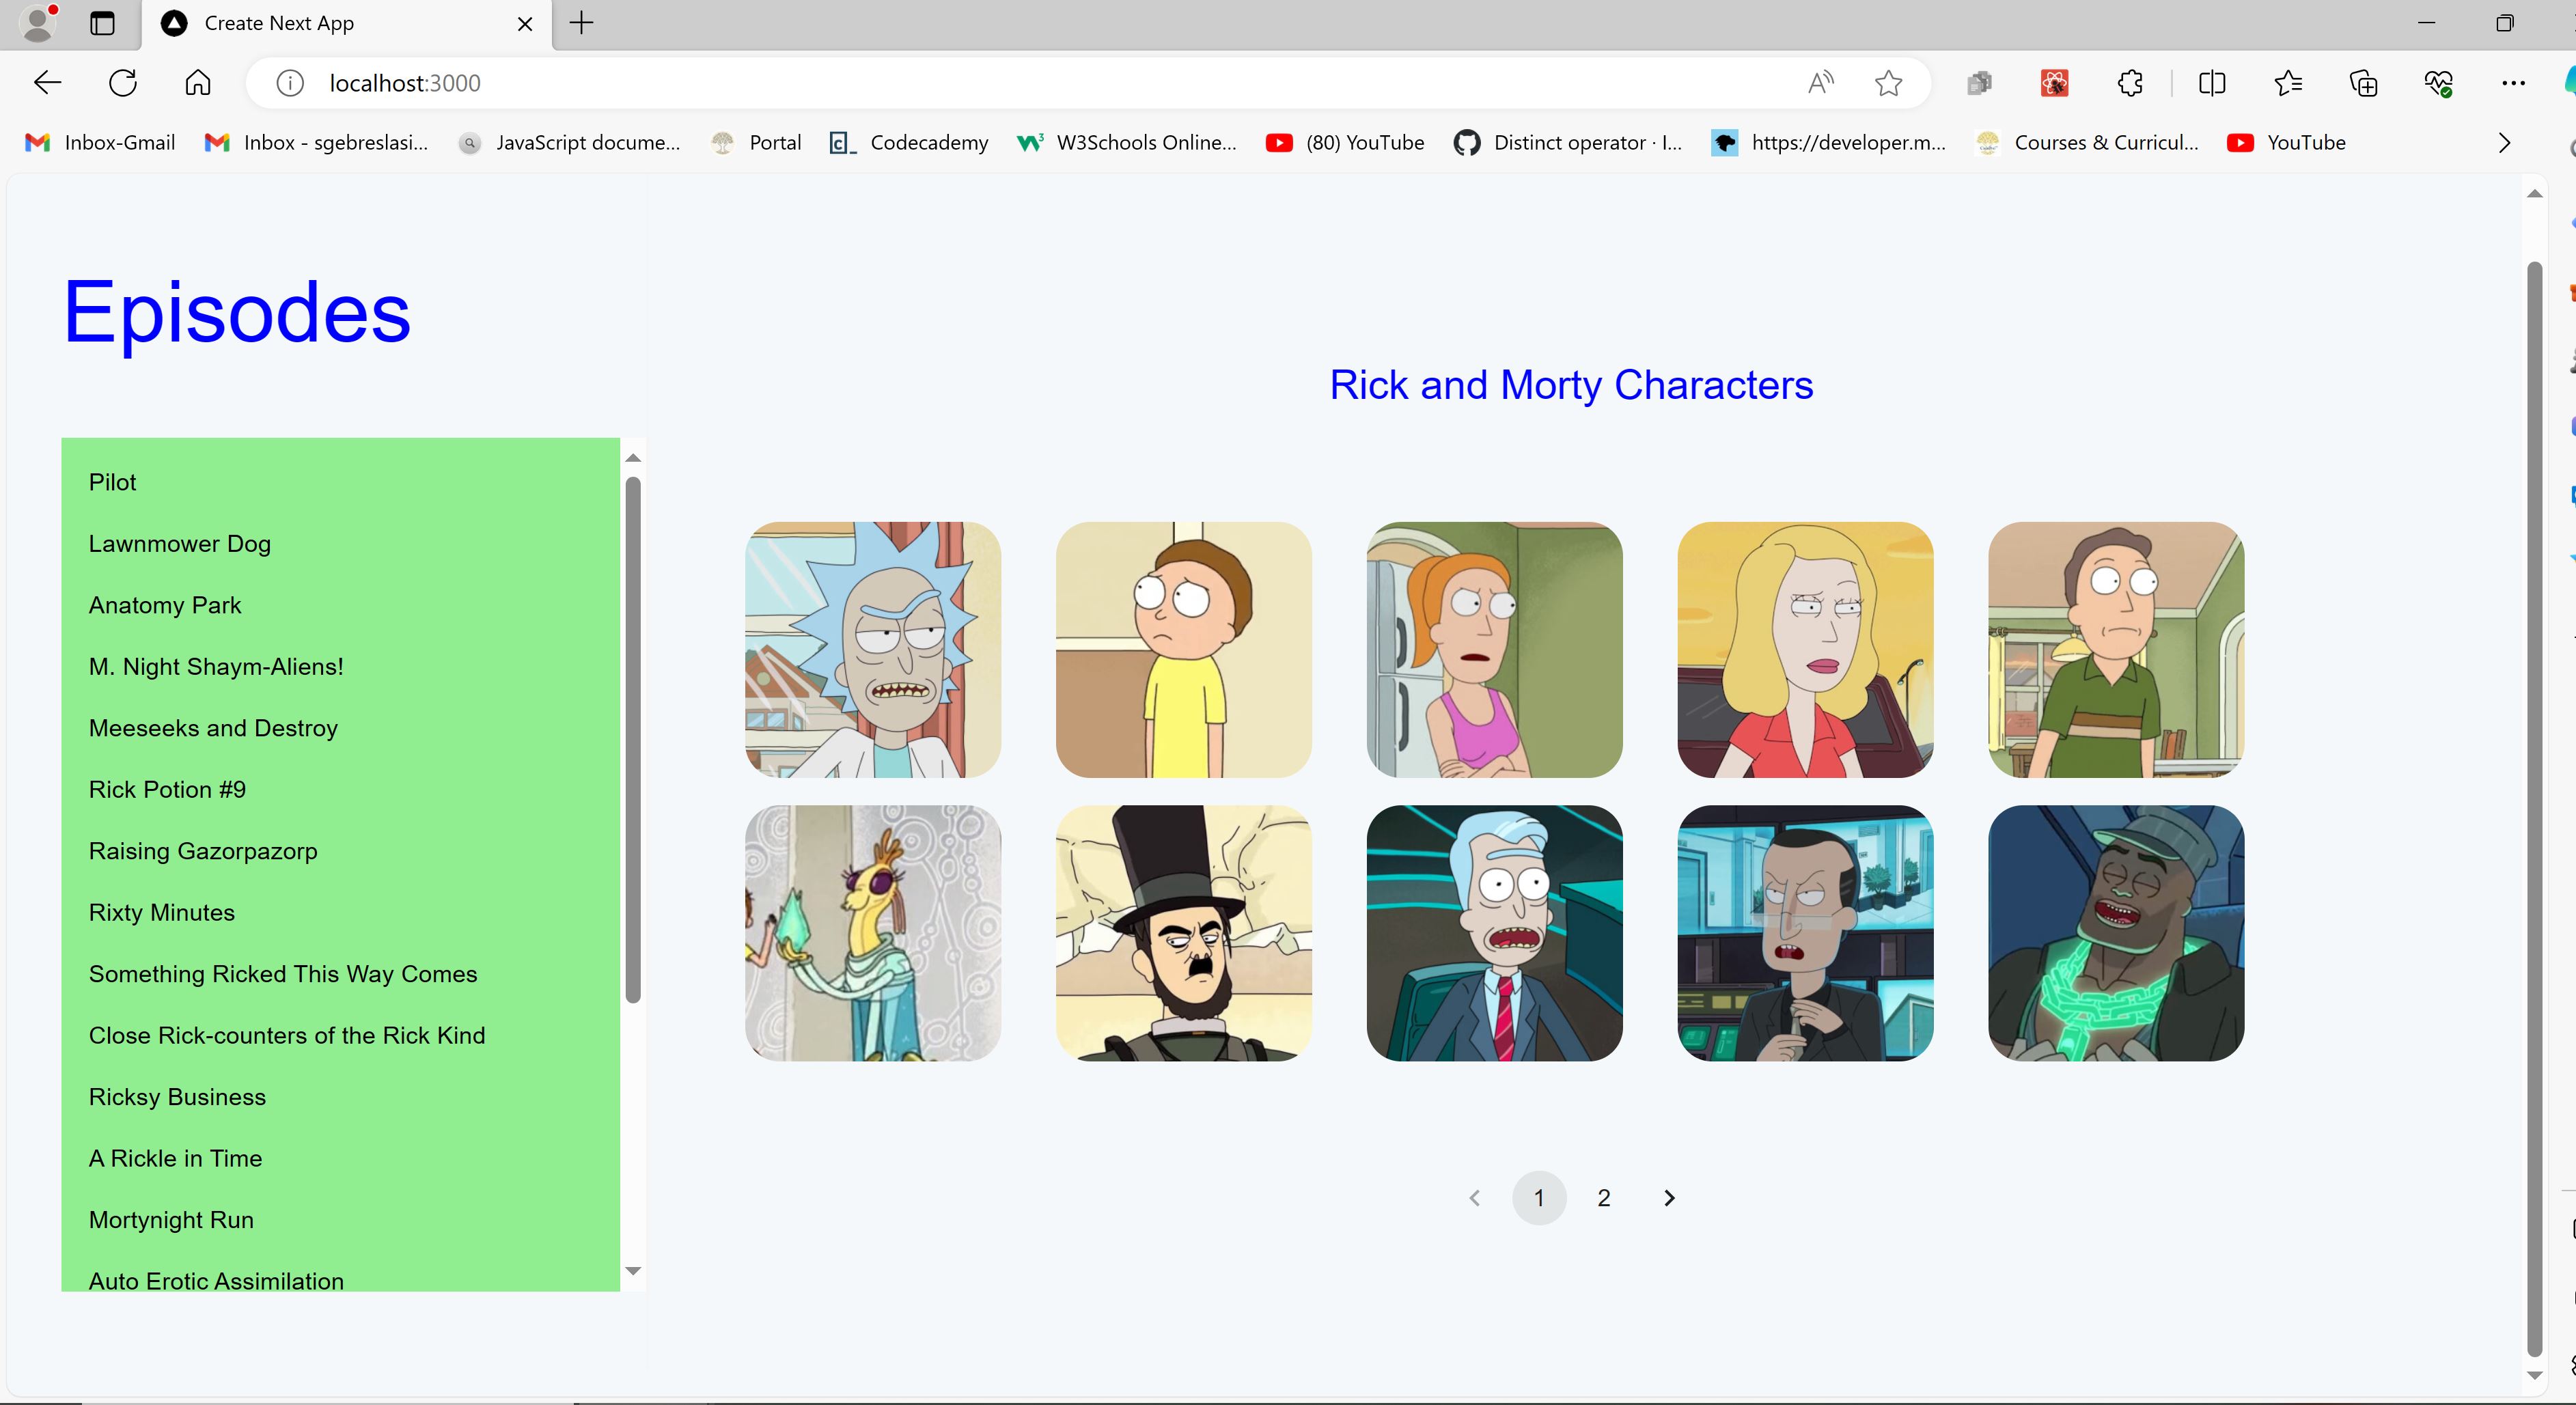 Create Next App
localhost:3000
Inbox-Gmail
Inbox - sgebreslasi...
JavaScript docume...
Portal
Codecademy
W3Schools Online...
(80) YouTube
Distinct operator · I...
https://developer.m...
Courses & Curricul...
YouTube
Episodes
Rick and Morty Characters
Pilot
Lawnmower Dog
Anatomy Park
M. Night Shaym-Aliens!
Meeseeks and Destroy
Rick Potion #9
Raising Gazorpazorp
Rixty Minutes
Something Ricked This Way Comes
Close Rick-counters of the Rick Kind
Ricksy Business
A Rickle in Time
Mortynight Run
Auto Erotic Assimilation
1
2